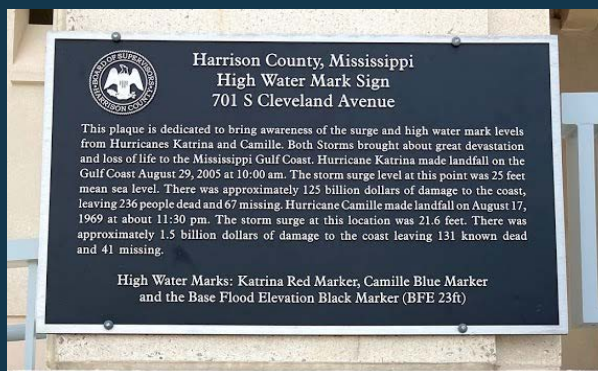 BOARD OF SUPERVISORS
HARRISON COUNTY
Harrison County, Mississippi
High Water Mark Sign
701 S Cleveland Avenue
This plaque is dedicated to bring awareness of the surge and high water mark levels
from Hurricanes Katrina and Camille. Both Storms brought about great devastation
and loss of life to the Mississippi Gulf Coast. Hurricane Katrina made landfall on the
Gulf Coast August 29, 2005 at 10:00 am. The storm surge level at this point was 25 feet
mean sea level. There was approximately 125 billion dollars of damage to the coast,
leaving 236 people dead and 67 missing. Hurricane Camille made landfall on August 17,
1969 at about 11:30 pm. The storm surge at this location was 21.6 feet. There was
approximately 1.5 billion dollars of damage to the coast leaving 131 known dead
and 41 missing.
High Water Marks: Katrina Red Marker, Camille Blue Marker
and the Base Flood Elevation Black Marker (BFE 23ft)